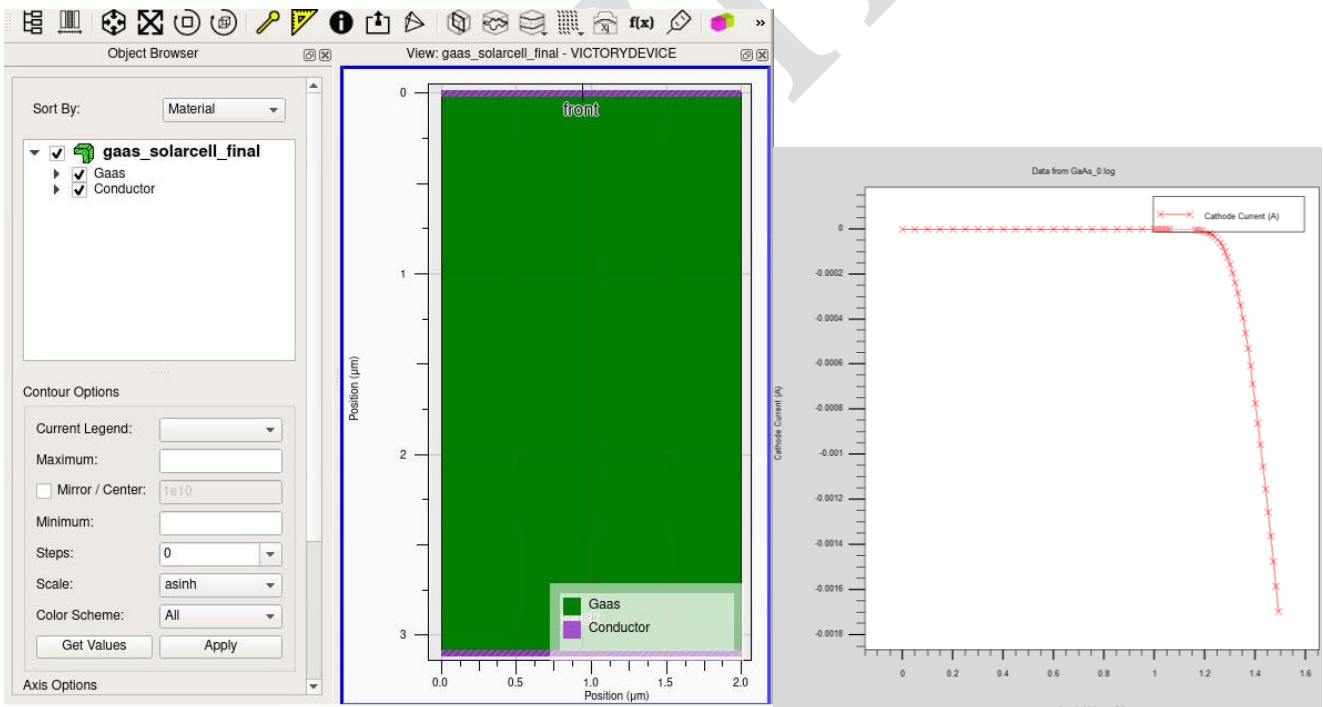 Xj
f(x)
»
Object Browser
View: gaas_solarcell_final - VICTORYDEVICE
Sort By:
Material
gaas_solarcell_final
Gaas
Conductor
Contour Options
Current Legend:
Maximum:
Mirror / Center:
1e10
Minimum:
Steps:
0
Scale:
asinh
Color Scheme:
All
Get Values
Apply
Axis Options
front
0
1
2
3
Position (µm)
Gaas
Conductor
0.0
0.5
1.0
1.5
2.0
Position (µm)
Data from GaAs_0.log
Cathode Current (A)
0
-0.0002
-0.0004
-0.0006
-0.0008
-0.001
-0.0012
-0.0014
-0.0016
-0.0018
Cathode Current (A)
0
0.2
0.4
0.6
0.8
1
1.2
1.4
1.6